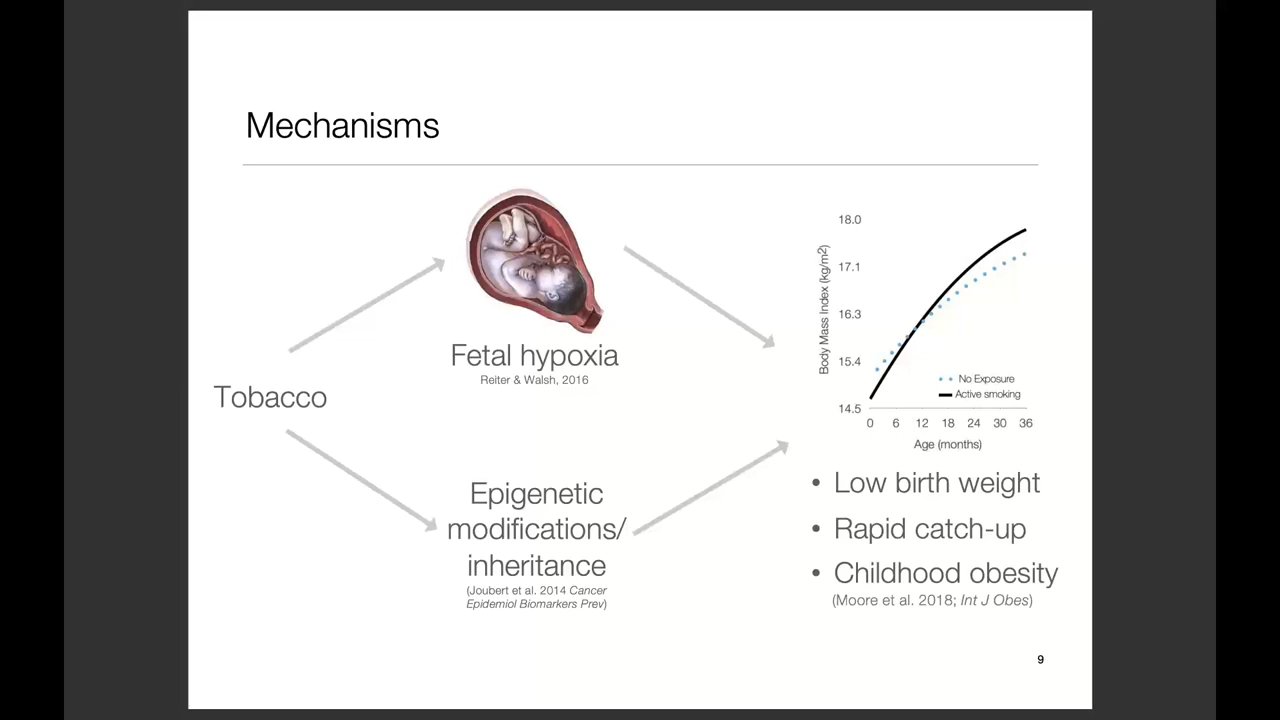 Mechanisms
Tobacco
Fetal hypoxia
Reiter & Walsh, 2016
Epigenetic
modifications/
inheritance
(Joubert et al. 2014 Cancer
Epidemiol Biomarkers Prev)
Body Mass Index (kg/m2)
18.0
17.1
16.3
15.4
14.5
No Exposure
Active smoking
0 6 12 18 24 30 36
Age (months)
• Low birth weight
• Rapid catch-up
• Childhood obesity
(Moore et al. 2018; Int J Obes)
9